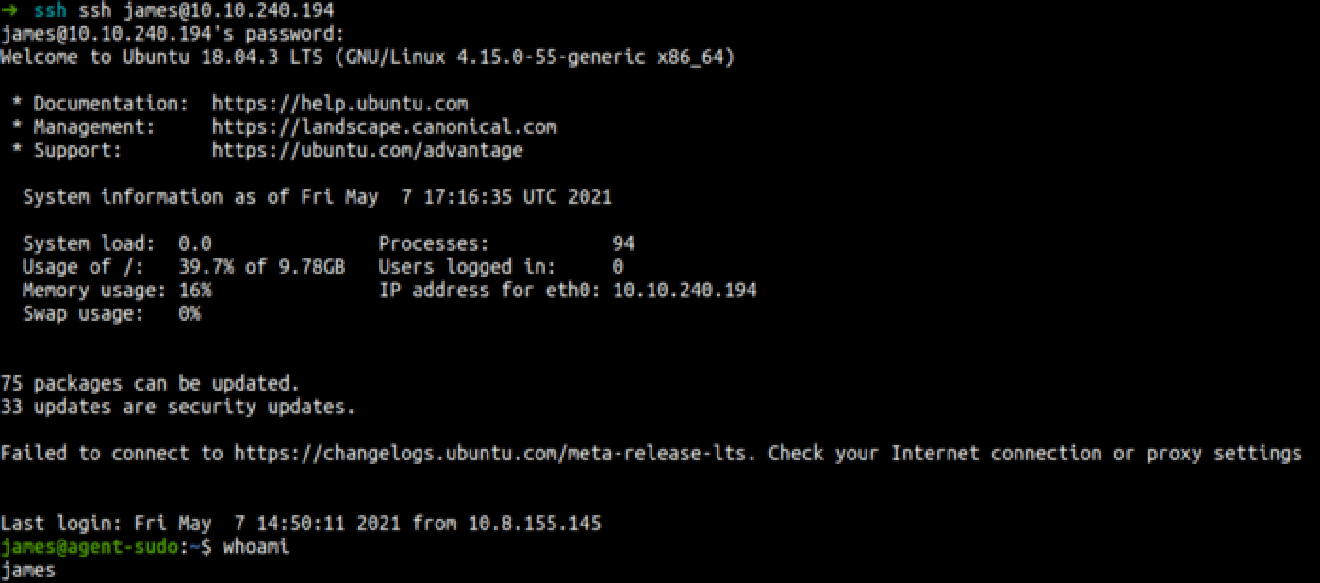 → ssh ssh james@10.10.240.194
james@10.10.240.194's password:
Welcome to Ubuntu 18.04.3 LTS (GNU/Linux 4.15.0-55-generic x86_64)
* Documentation:  https://help.ubuntu.com
* Management:     https://landscape.canonical.com
* Support:        https://ubuntu.com/advantage
System information as of Fri May  7 17:16:35 UTC 2021
System load:  0.0               Processes:           94
Usage of /:   39.7% of 9.78GB   Users logged in:     0
Memory usage: 16%               IP address for eth0: 10.10.240.194
Swap usage:   0%
75 packages can be updated.
33 updates are security updates.
Failed to connect to https://changelogs.ubuntu.com/meta-release-lts. Check your Internet connection or proxy settings
Last login: Fri May  7 14:50:11 2021 from 10.8.155.145
james@agent-sudo:~$ whoami
james